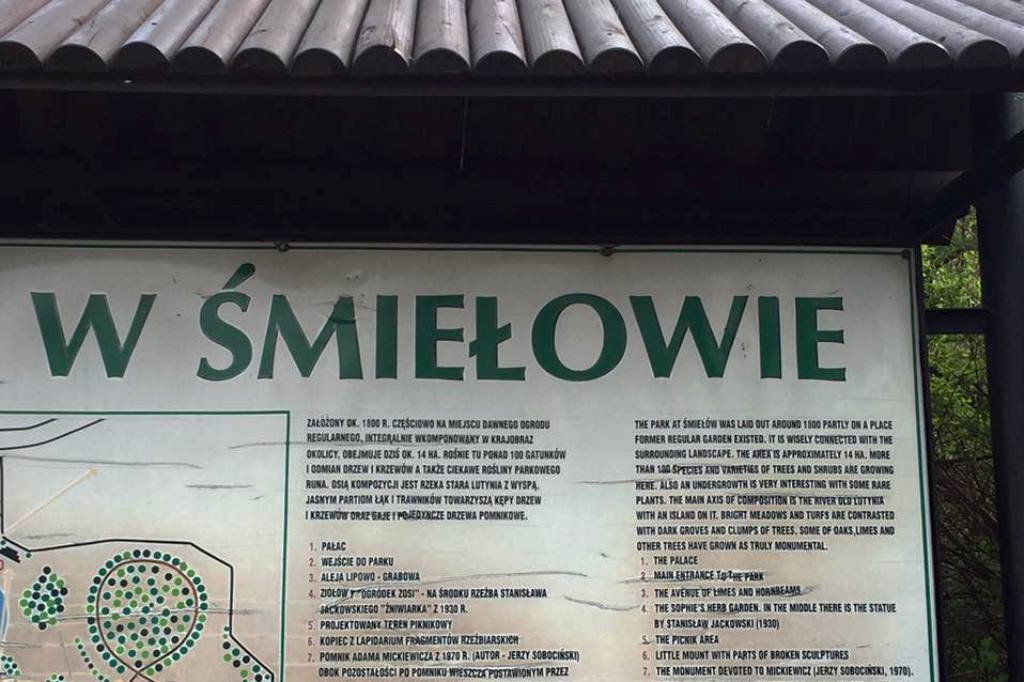 W ŚMIEŁOWIE
ZAŁOŻONY OK. 1800 R. CZĘŚCIOWO NA MIEJSCU DAWNEGO OGRODU
REGULARNEGO, INTEGRALNIE WKOMPONOWANY W KRAJOBRAZ
OKOLICY, OBEJMUJE DZIŚ OK. 14 HA. ROŚNIE TU PONAD 100 GATUNKÓW
I ODMIAN DRZEW I KRZEWÓW A TAKŻE CIEKAWE ROŚLINY PARKOWEGO
RUNA. OSIĄ KOMPOZYCJI JEST RZEKA STARA LUTYNIA Z WYSPĄ.
JASNYM PARTIOM ŁĄK I TRAWNIKÓW TOWARZYSZĄ KĘPY DRZEW
I KRZEWÓW ORAZ GAJE I POJEDYNCZE DRZEWA POMNIKOWE.
1. PAŁAC
2. WEJŚCIE DO PARKU
3. ALEJA LIPOWO - GRABOWA
4. ZIOŁOWY "OGRÓDEK ZOSI" - NA ŚRODKU RZEŹBA STANISŁAWA
JACKOWSKIEGO "ŻNIWIARKA" Z 1930 R.
5. PROJEKTOWANY TEREN PIKNIKOWY
6. KOPIEC Z LAPIDARIUM FRAGMENTÓW RZEŹBIARSKICH
7. POMNIK ADAMA MICKIEWICZA Z 1970 R. (AUTOR - JERZY SOBOCIŃSKI)
OBOK POZOSTAŁOŚCI PO POMNIKU WIESZCZA POSTAWIONYM PRZEZ
THE PARK AT ŚMIEŁÓW WAS LAID OUT AROUND 1800 PARTLY ON A PLACE
FORMER REGULAR GARDEN EXISTED. IT IS WISELY CONNECTED WITH THE
SURROUNDING LANDSCAPE. THE AREA IS APPROXIMATELY 14 HA. MORE
THAN 100 SPECIES AND VARIETIES OF TREES AND SHRUBS ARE GROWING
HERE. ALSO AN UNDERGROWTH IS VERY INTERESTING WITH SOME RARE
PLANTS. THE MAIN AXIS OF COMPOSITION IS THE RIVER OLD LUTYNIA
WITH AN ISLAND ON IT. BRIGHT MEADOWS AND TURFS ARE CONTRASTED
WITH DARK GROVES AND CLUMPS OF TREES. SOME OF OAKS, LIMES AND
OTHER TREES HAVE GROWN AS TRULY MONUMENTAL.
1. THE PALACE
2. MAIN ENTRANCE TO THE PARK
3. THE AVENUE OF LIMES AND HORNBEAMS
4. THE SOPHIE'S HERB GARDEN. IN THE MIDDLE THERE IS THE STATUE
BY STANISŁAW JACKOWSKI (1930)
5. THE PICNIK AREA
6. LITTLE MOUNT WITH PARTS OF BROKEN SCULPTURES
7. THE MONUMENT DEVOTED TO MICKIEWICZ (JERZY SOBOCIŃSKI, 1970).